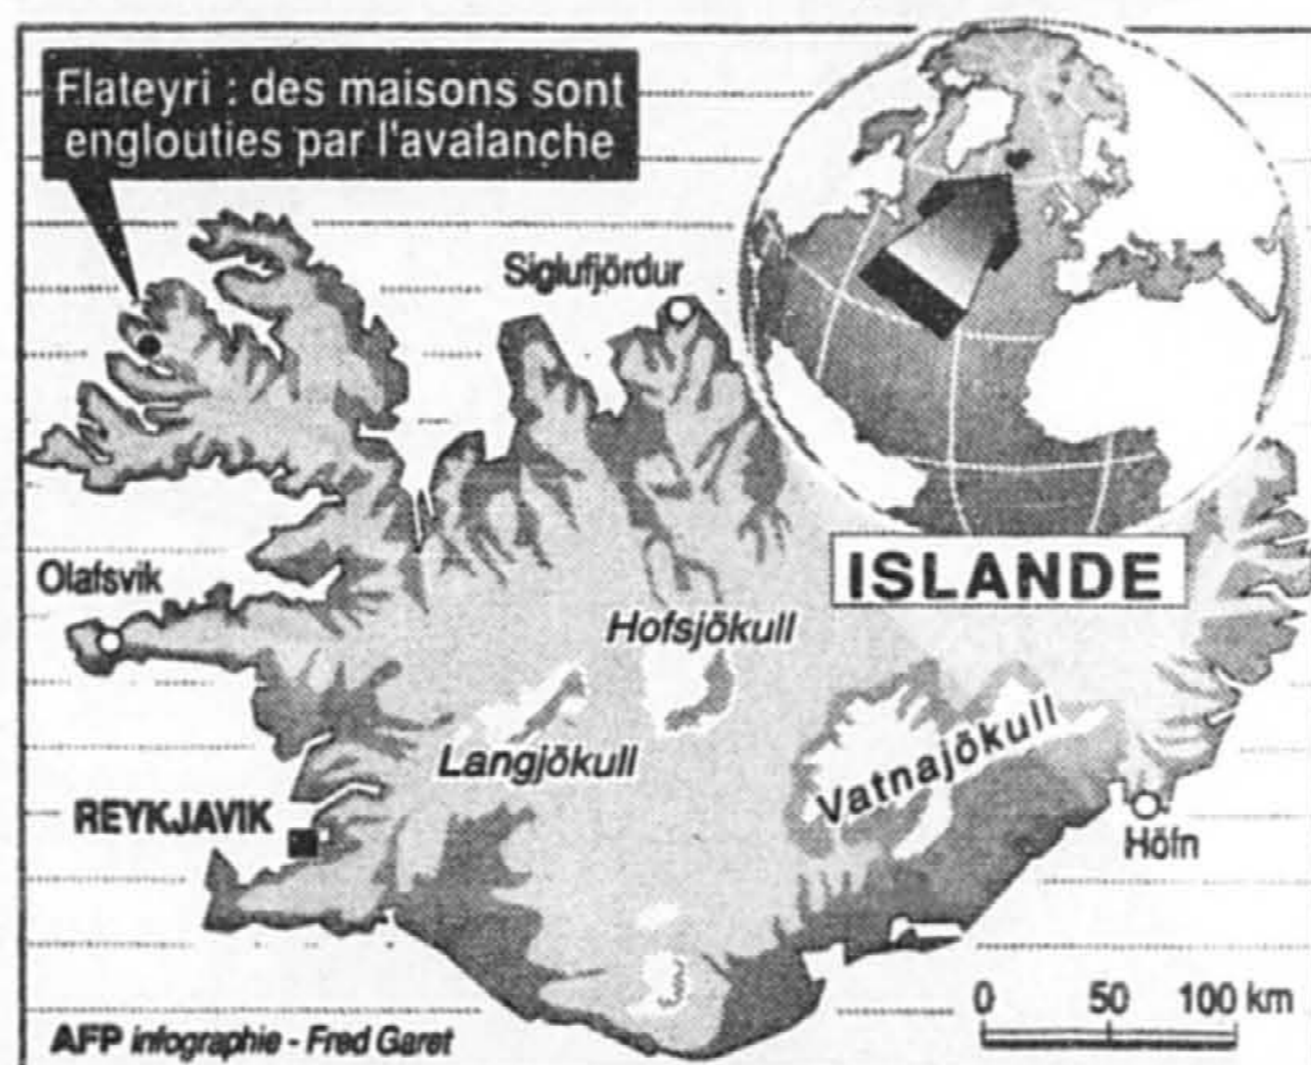 Flateyri : des maisons sont
englouties par l'avalanche
Siglufjördur
ISLANDE
Olafsvik
Hofsjökull
Langjökull
Vatnajökull
REYKJAVIK
Höfn
0 50 100 km
AFP infographie - Fred Garet